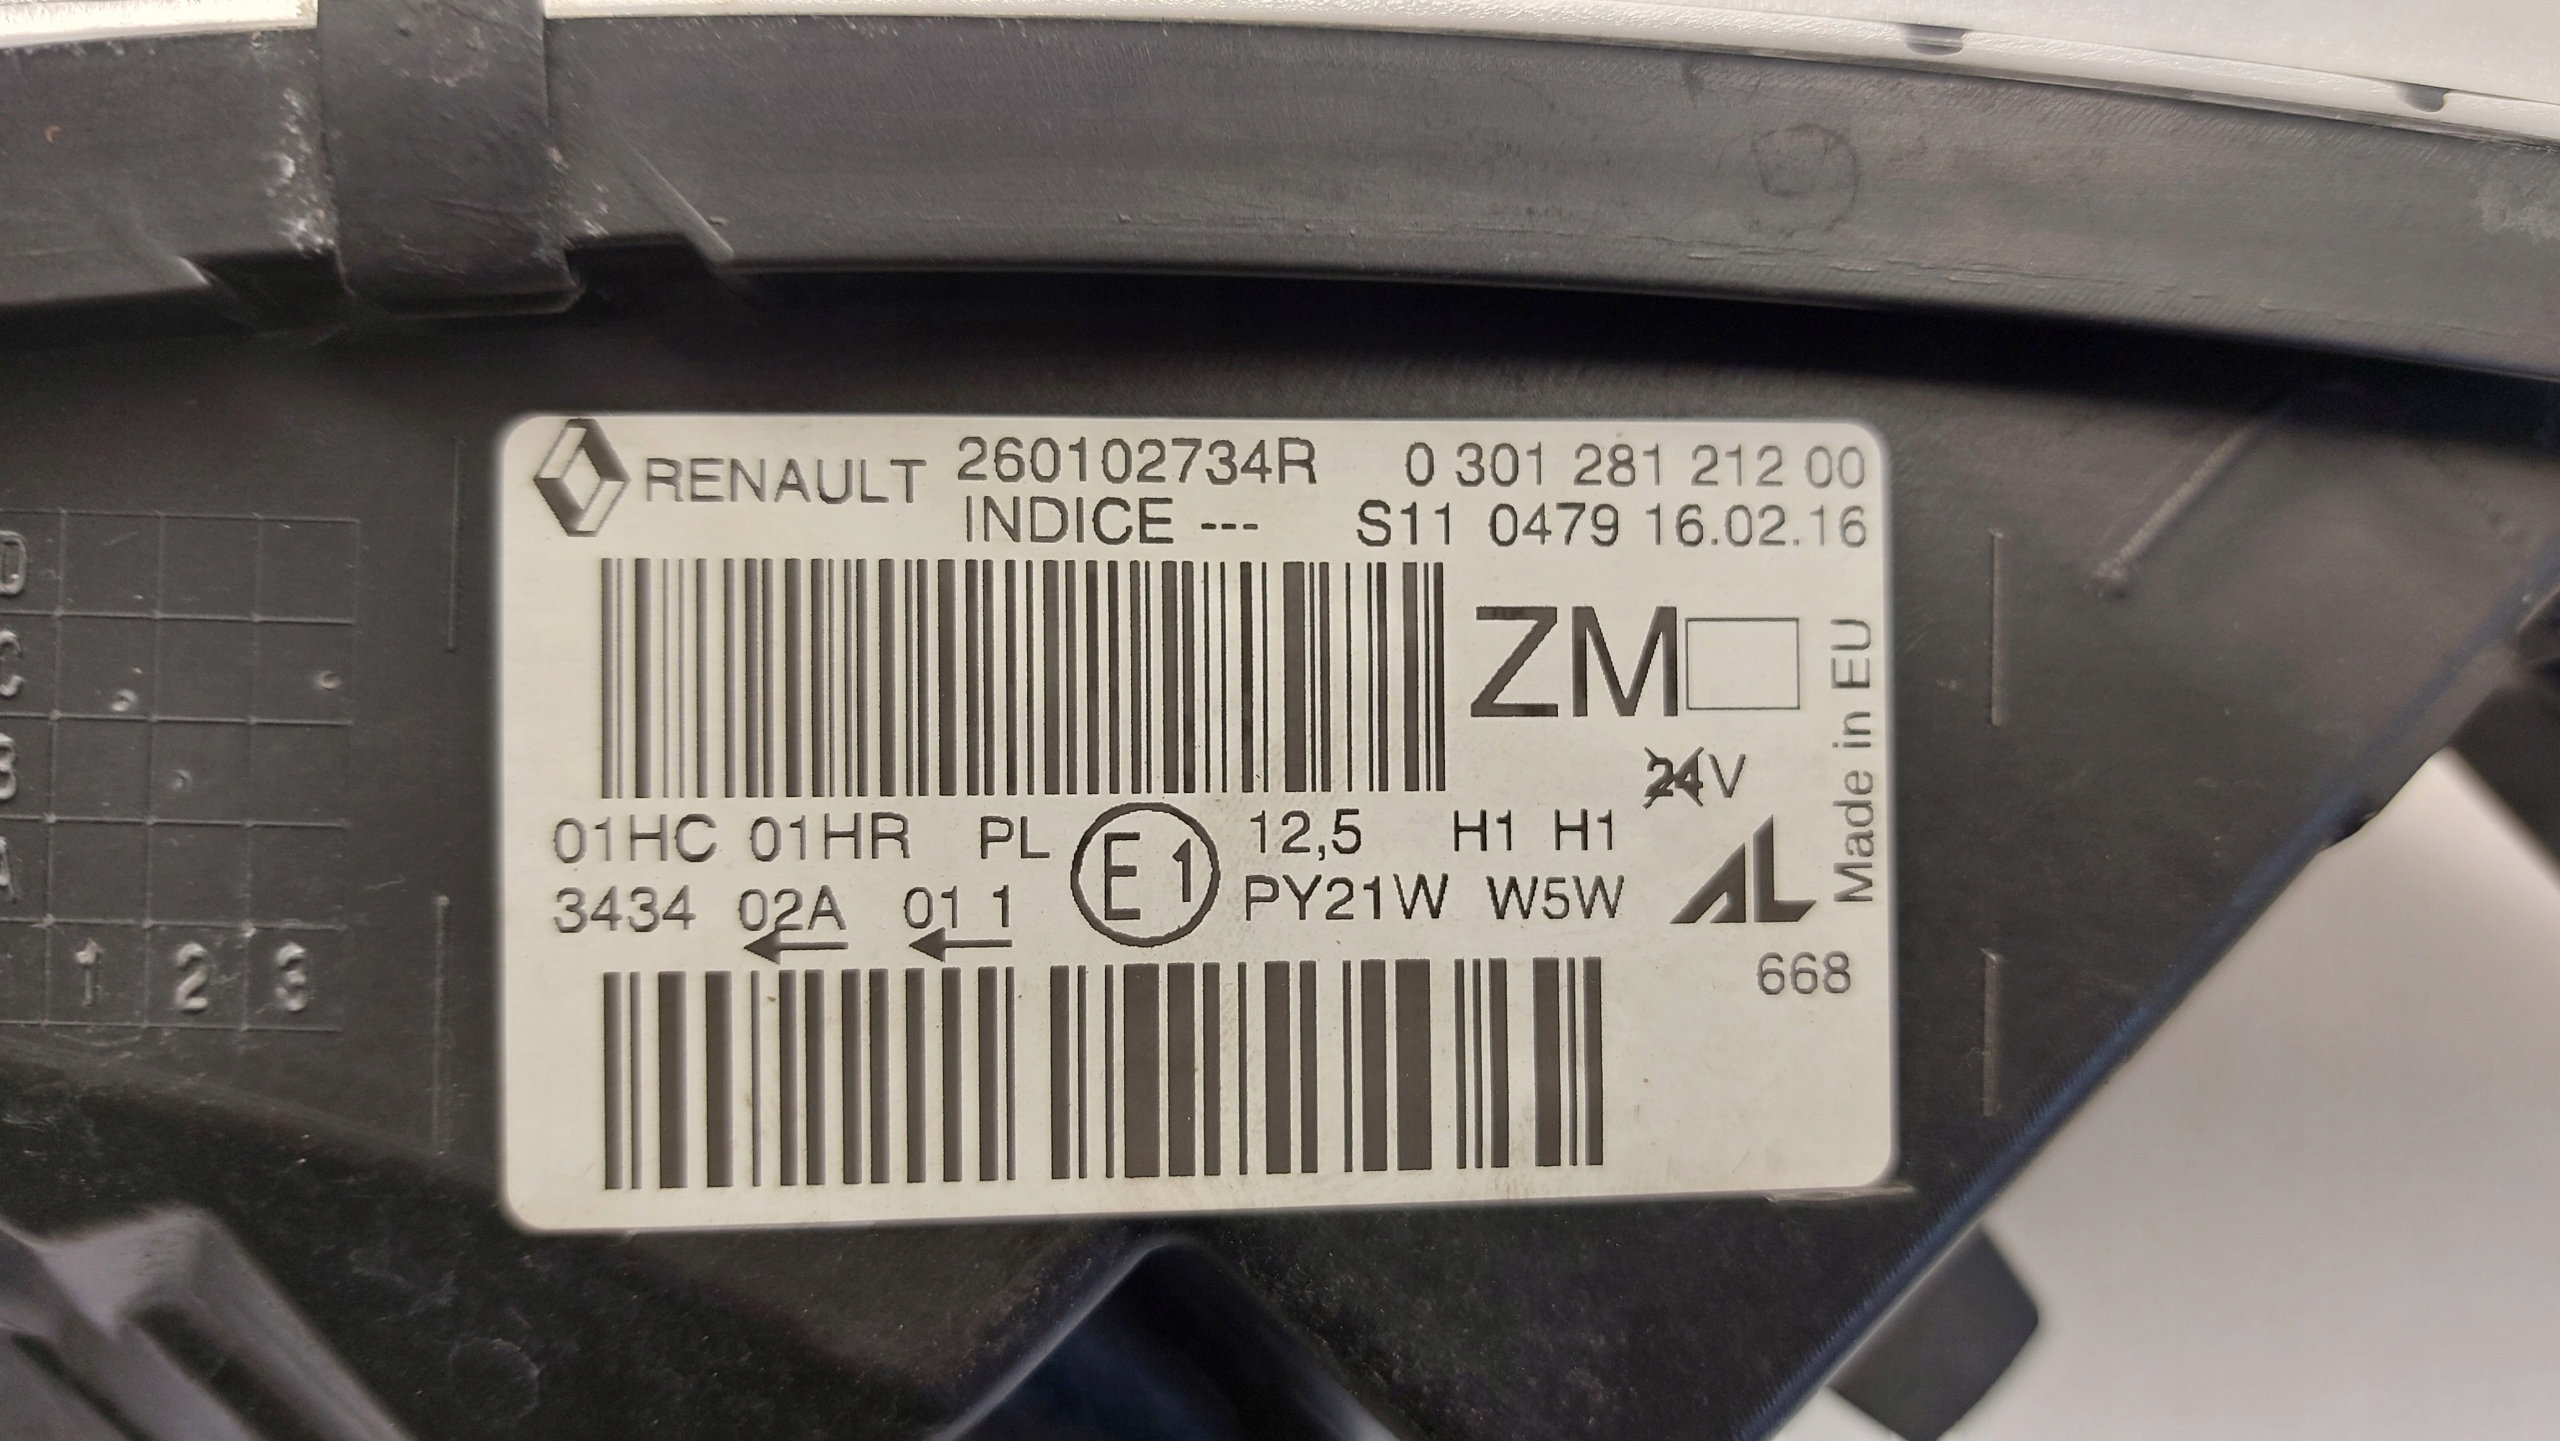 RENAULT 260102734R 0 301 281 212 00
INDICE --- S11 0479 16.02.16
ZM
Made in EU
24V
01HC 01HR PL E1 12,5 H1 H1
3434 02A 01 1 PY21W W5W AL
668
D
C
B
A
1 2 3